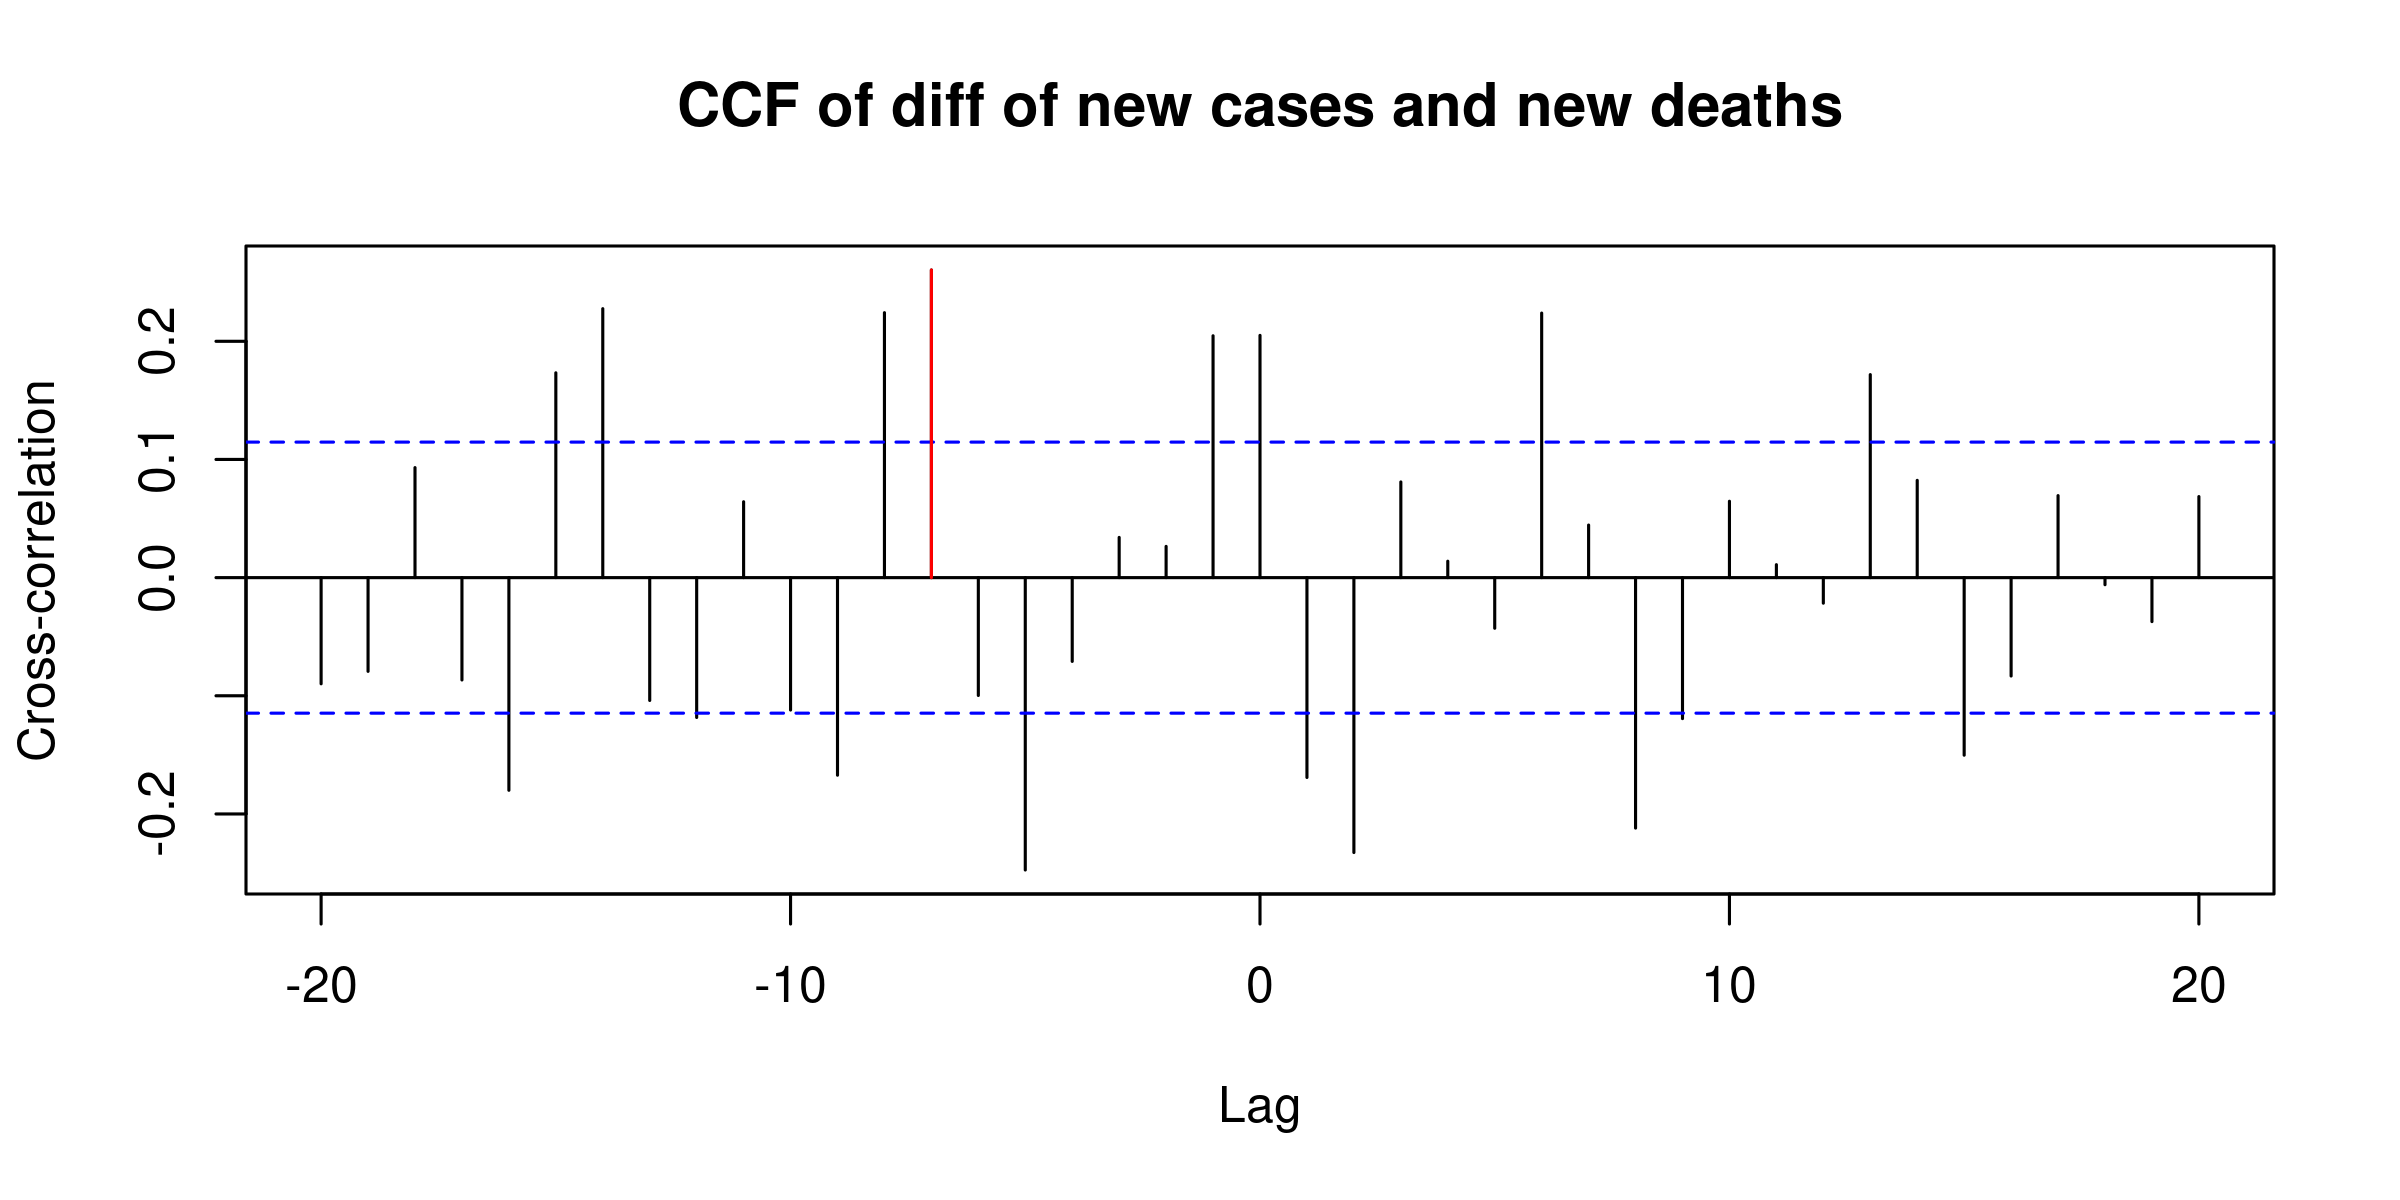 CCF of diff of new cases and new deaths
Cross-correlation
0.2
0.1
0.0
-0.2
-20 -10 0 10 20
Lag